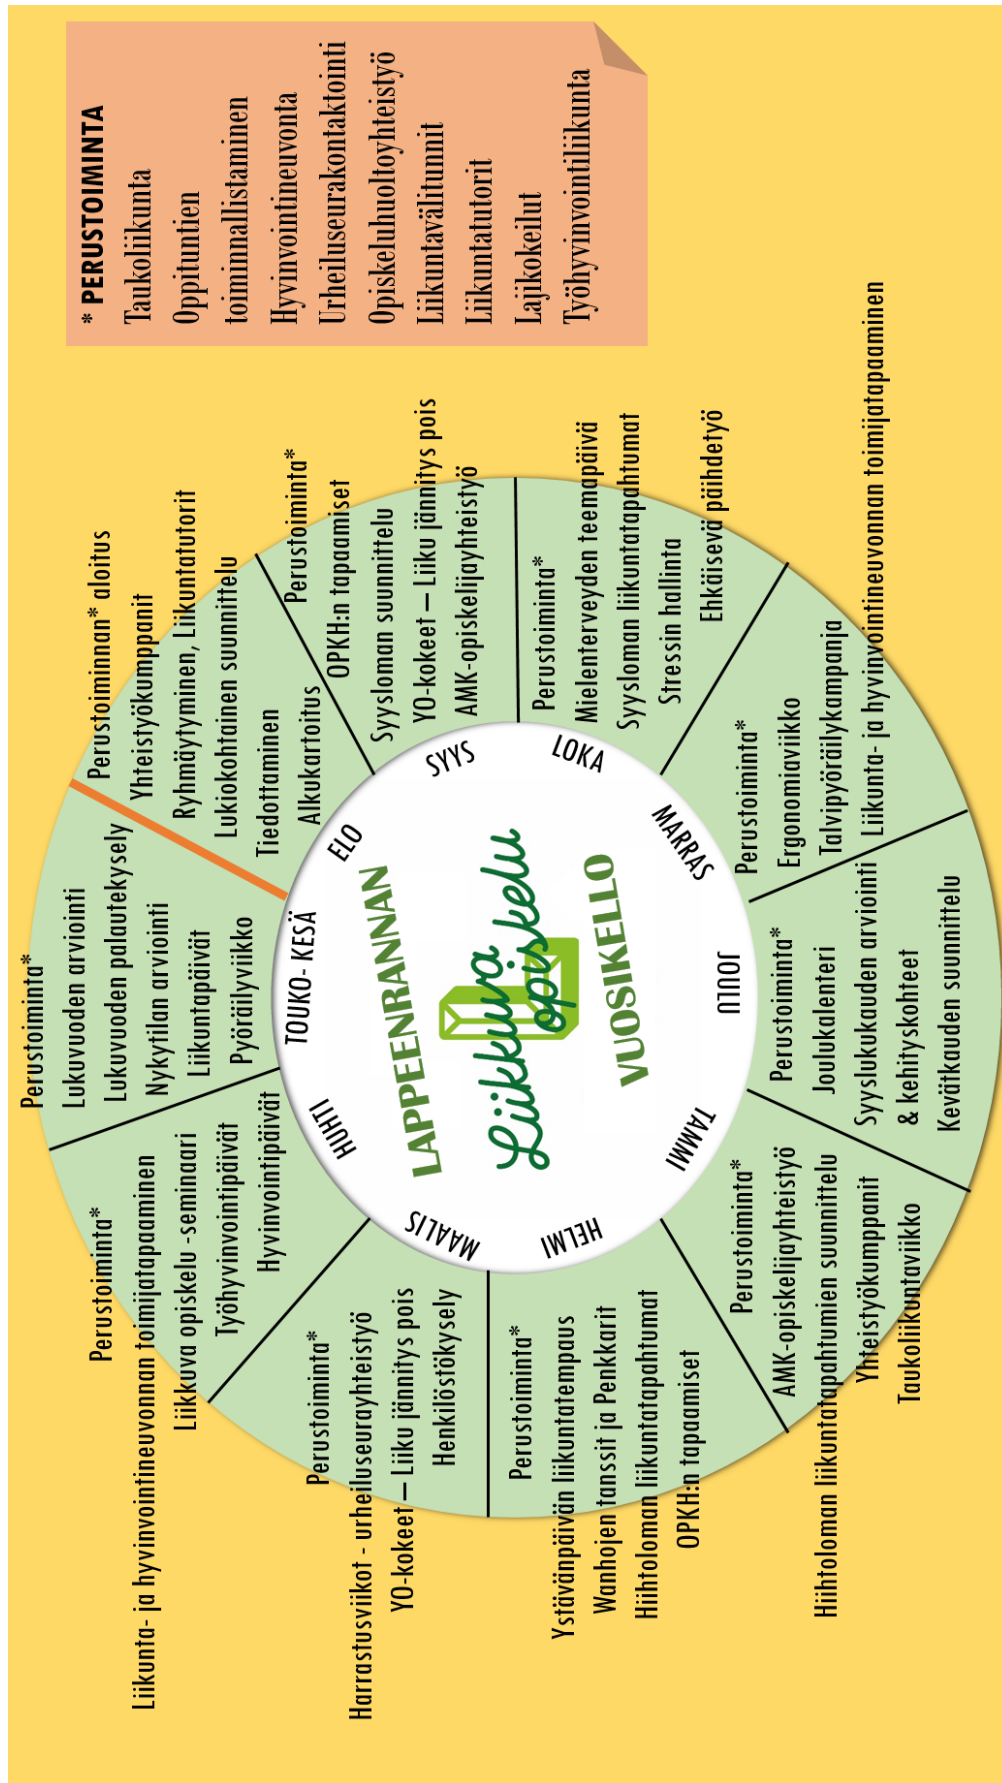 * PERUSTOIMINTA
Taukoliikunta
Oppituntien
toiminnallistaminen
Hyvinvointineuvonta
Urheiluseurakontaktointi
Opiskeluhuoltoyhteistyö
Liikuntavälitunnit
Liikuntatutorit
Lajikokeilut
Työhyvinvointiliikunta
LAPPEENRANNAN
Liikkuva
opiskelu
VUOSIKELLO
ELO
Perustoiminnan* aloitus
Yhteistyökumppanit
Ryhmäytyminen, Liikuntatutorit
Lukiokohtainen suunnittelu
Tiedottaminen
Alkukartoitus
SYYS
Perustoiminta*
OPKH:n tapaamiset
Syysloman suunnittelu
YO-kokeet – Liiku jännitys pois
AMK-opiskelijayhteistyö
LOKA
Perustoiminta*
Mielenterveyden teemapäivä
Syysloman liikuntatapahtumat
Stressin hallinta
Ehkäisevä päihdetyö
MARRAS
Perustoiminta*
Ergonomiaviikko
Talvipyöräilykampanja
Liikunta- ja hyvinvointineuvonnan toimijatapaaminen
JOULU
Perustoiminta*
Joulukalenteri
Syyslukukauden arviointi
& kehityskohteet
Kevätkauden suunnittelu
TAMMI
Perustoiminta*
AMK-opiskelijayhteistyö
Hiihtoloman liikuntatapahtumien suunnittelu
Yhteistyökumppanit
Taukoliikuntaviikko
HELMI
Perustoiminta*
Ystävänpäivän liikuntatempaus
Wanhojen tanssit ja Penkkarit
Hiihtoloman liikuntatapahtumat
OPKH:n tapaamiset
MAALIS
Perustoiminta*
Harrastusviikot - urheiluseurayhteistyö
YO-kokeet – Liiku jännitys pois
Henkilöstökysely
HUHTI
Perustoiminta*
Liikunta- ja hyvinvointineuvonnan toimijatapaaminen
Liikkuva opiskelu -seminaari
Työhyvinvointipäivät
Hyvinvointipäivät
TOUKO- KESÄ
Perustoiminta*
Lukuvuoden arviointi
Lukuvuoden palautekysely
Nykytilan arviointi
Liikuntapäivät
Pyöräilyviikko